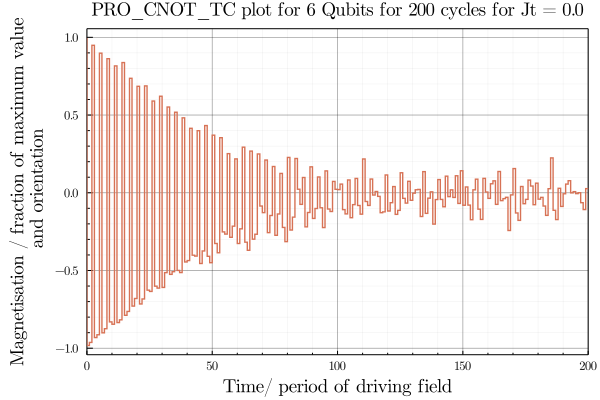 PRO_CNOT_TC plot for 6 Qubits for 200 cycles for Jt = 0.0
Magnetisation / fraction of maximum value
and orientation
1.0
0.5
0.0
−0.5
−1.0
0 50 100 150 200
Time/ period of driving field